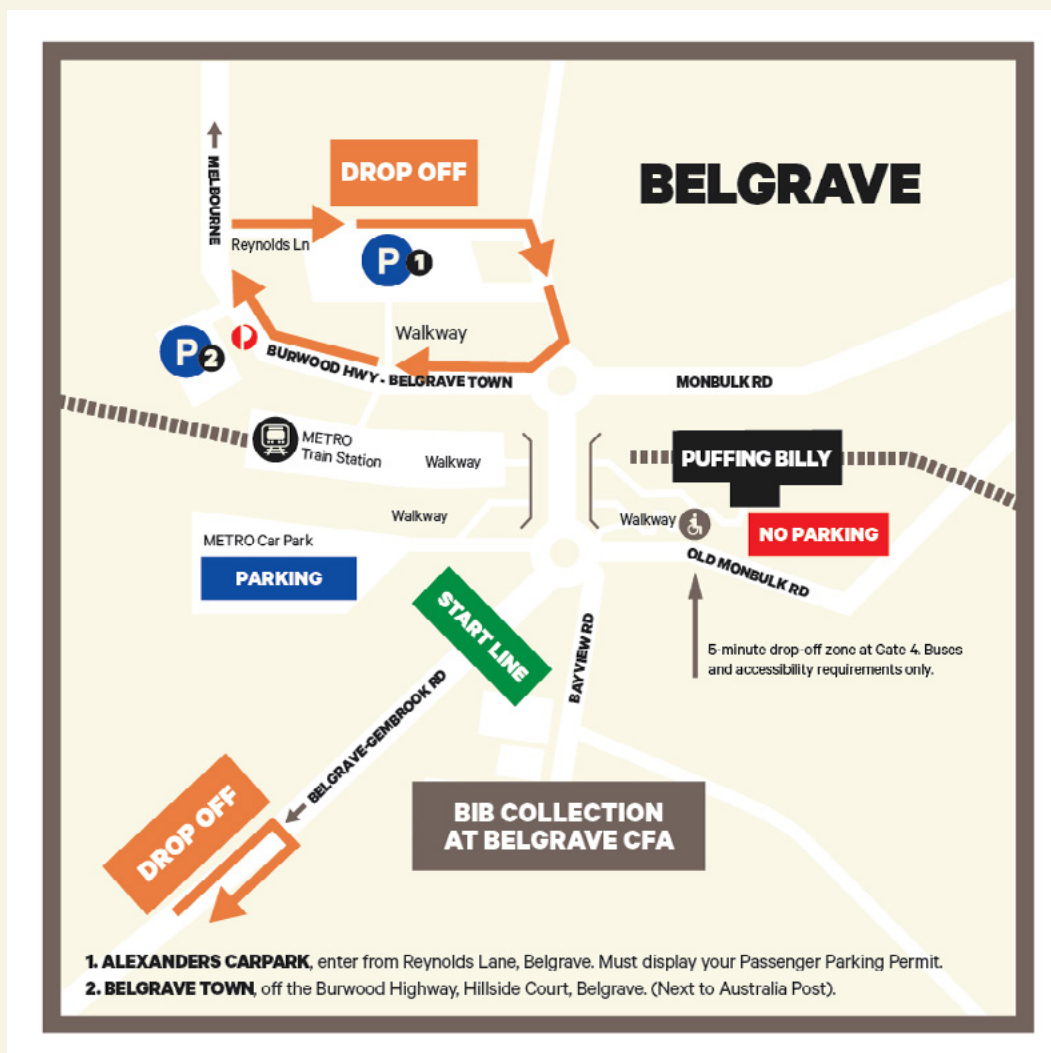 BELGRAVE
DROP OFF
MELBOURNE
Reynolds Ln
P 1
Walkway
P 2
BURWOOD HWY - BELGRAVE TOWN
MONBULK RD
METRO
Train Station
Walkway
PUFFING BILLY
Walkway
Walkway
NO PARKING
METRO Car Park
PARKING
OLD MONBULK RD
START LINE
BAYVIEW RD
5-minute drop-off zone at Gate 4. Buses
and accessibility requirements only.
BELGRAVE-GEMBROOK RD
DROP OFF
BIB COLLECTION
AT BELGRAVE CFA
1. ALEXANDERS CARPARK, enter from Reynolds Lane, Belgrave. Must display your Passenger Parking Permit.
2. BELGRAVE TOWN, off the Burwood Highway, Hillside Court, Belgrave. (Next to Australia Post).